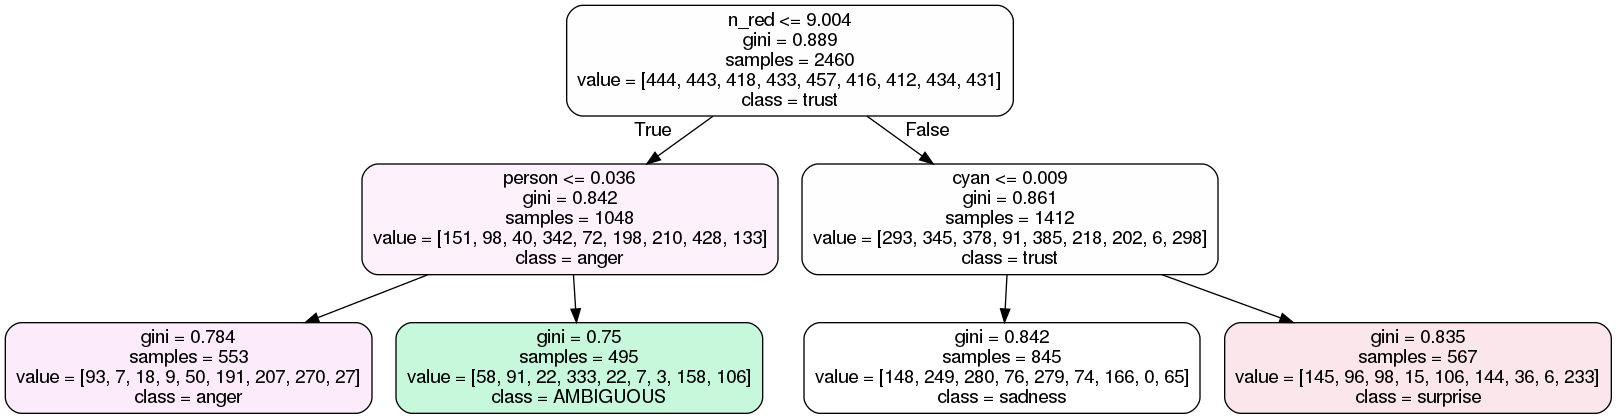 n_red <= 9.004
gini = 0.889
samples = 2460
value = [444, 443, 418, 433, 457, 416, 412, 434, 431]
class = trust
True
False
person <= 0.036
gini = 0.842
samples = 1048
value = [151, 98, 40, 342, 72, 198, 210, 428, 133]
class = anger
cyan <= 0.009
gini = 0.861
samples = 1412
value = [293, 345, 378, 91, 385, 218, 202, 6, 298]
class = trust
gini = 0.784
samples = 553
value = [93, 7, 18, 9, 50, 191, 207, 270, 27]
class = anger
gini = 0.75
samples = 495
value = [58, 91, 22, 333, 22, 7, 3, 158, 106]
class = AMBIGUOUS
gini = 0.842
samples = 845
value = [148, 249, 280, 76, 279, 74, 166, 0, 65]
class = sadness
gini = 0.835
samples = 567
value = [145, 96, 98, 15, 106, 144, 36, 6, 233]
class = surprise